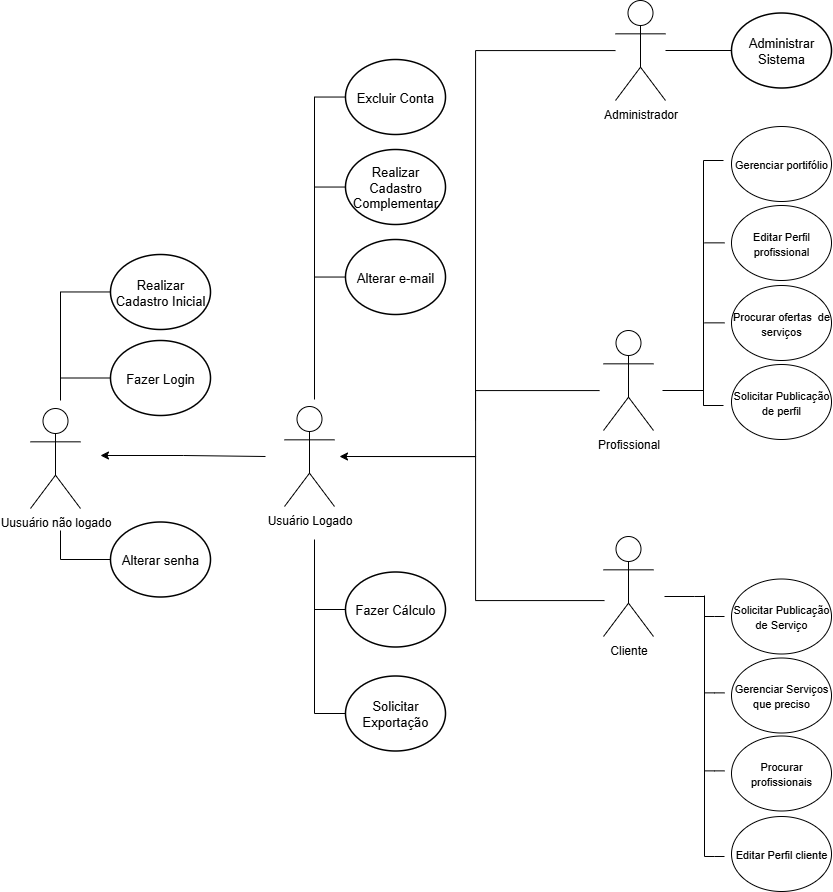 Administrar
Sistema
Administrador
Excluir Conta
Realizar
Cadastro
Complementar
Alterar e-mail
Gerenciar portifólio
Editar Perfil
profissional
Procurar ofertas de
serviços
Solicitar Publicação
de perfil
Profissional
Realizar
Cadastro Inicial
Fazer Login
Uusuário não logado
Alterar senha
Usuário Logado
Fazer Cálculo
Solicitar
Exportação
Cliente
Solicitar Publicação
de Serviço
Gerenciar Serviços
que preciso
Procurar
profissionais
Editar Perfil cliente